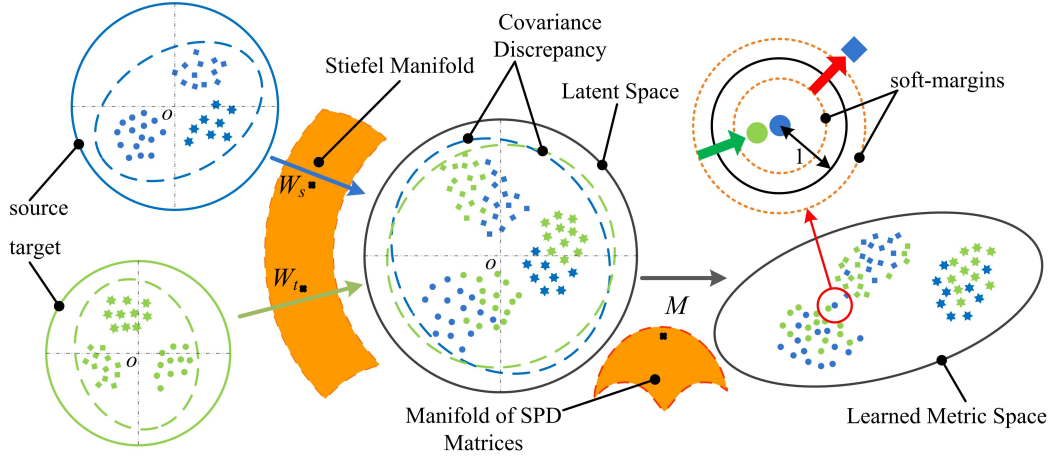 Covariance
Discrepancy
Stiefel Manifold
Latent Space
soft-margins
o
1
W_s
source
target
W_t
o
o
M
Manifold of SPD
Matrices
Learned Metric Space